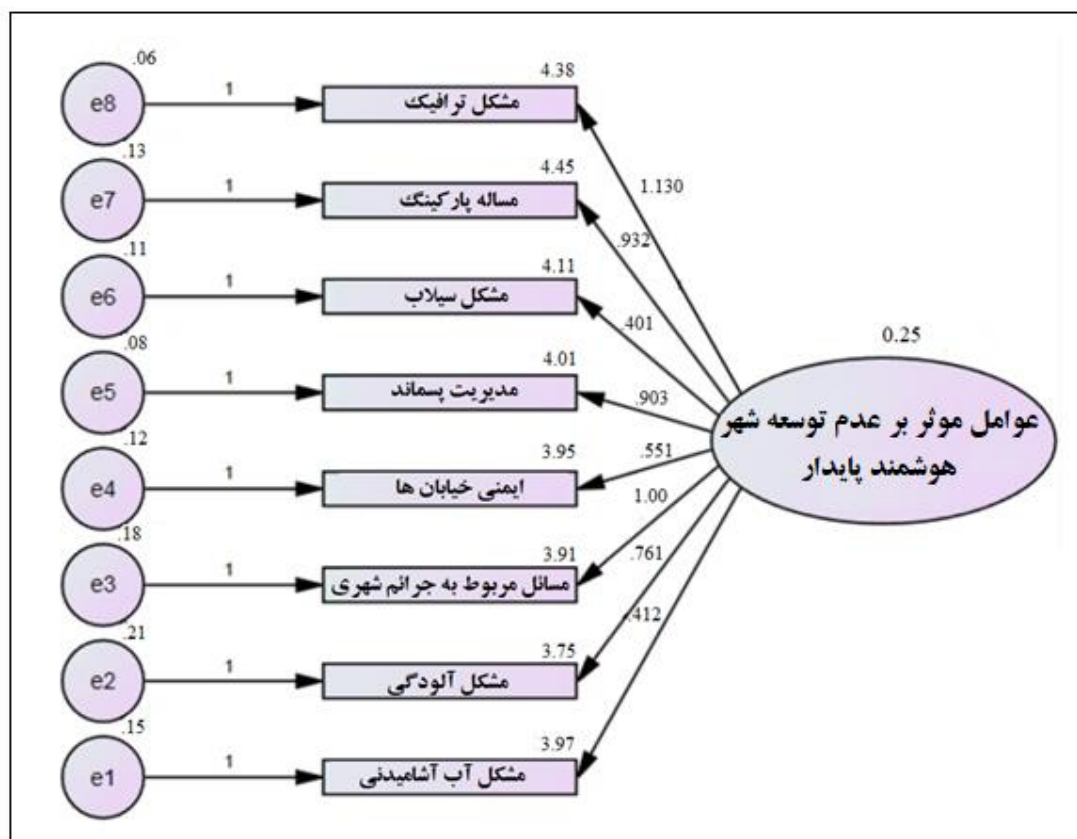 .06
e8
1
4.38
مشکل ترافیک
1.130
.13
e7
1
4.45
مساله پارکینگ
.932
.11
e6
1
4.11
مشکل سیلاب
.401
.08
e5
1
4.01
مدیریت پسماند
.903
.12
e4
1
3.95
ایمنی خیابان ها
.551
.18
e3
1
3.91
مسائل مربوط به جرائم شهری
1.00
.21
e2
1
3.75
مشکل آلودگی
.761
.15
e1
1
3.97
مشکل آب آشامیدنی
.412
0.25
عوامل موثر بر عدم توسعه شهر
هوشمند پایدار